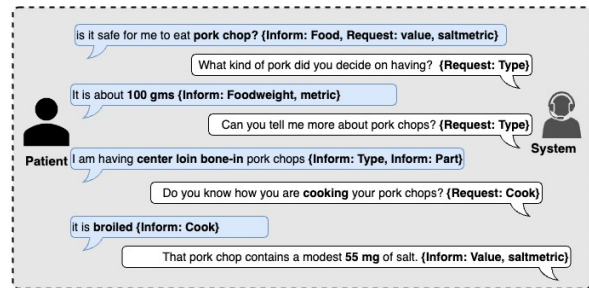 is it safe for me to eat pork chop? {Inform: Food, Request: value, saltmetric}
What kind of pork did you decide on having? {Request: Type}
It is about 100 gms {Inform: Foodweight, metric}
Can you tell me more about pork chops? {Request: Type}
Patient
System
I am having center loin bone-in pork chops {Inform: Type, Inform: Part}
Do you know how you are cooking your pork chops? {Request: Cook}
it is broiled {Inform: Cook}
That pork chop contains a modest 55 mg of salt. {Inform: Value, saltmetric}